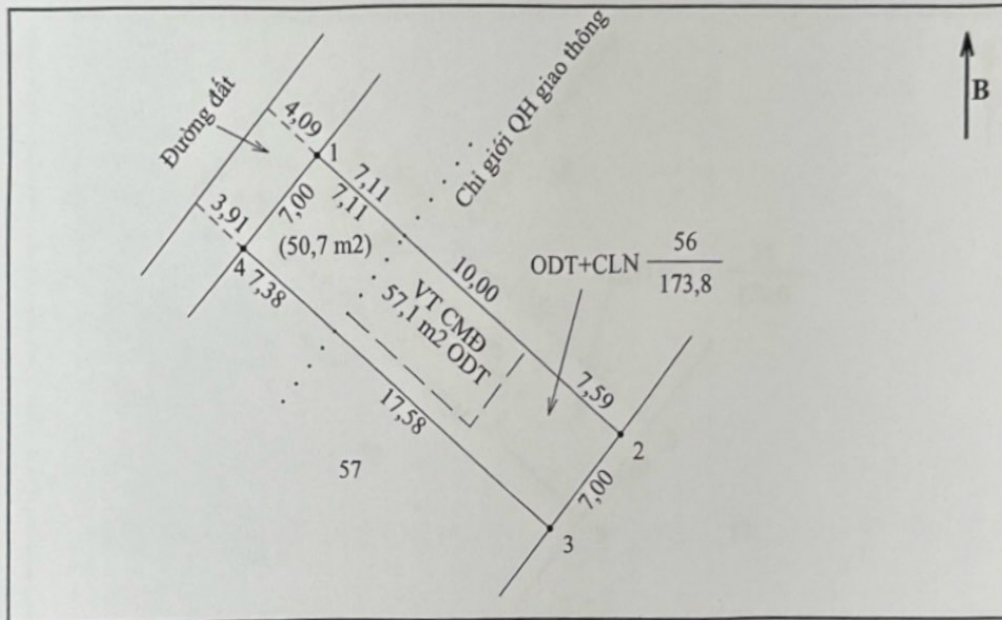 Chỉ giới QH giao thông
B
Đường đất
4,09
1
7,11
7,11
7,00
3,91
(50,7 m2)
4
7,38
10,00
VT CMĐ
57,1 m2 ODT
ODT+CLN 56
173,8
7,59
17,58
2
57
7,00
3